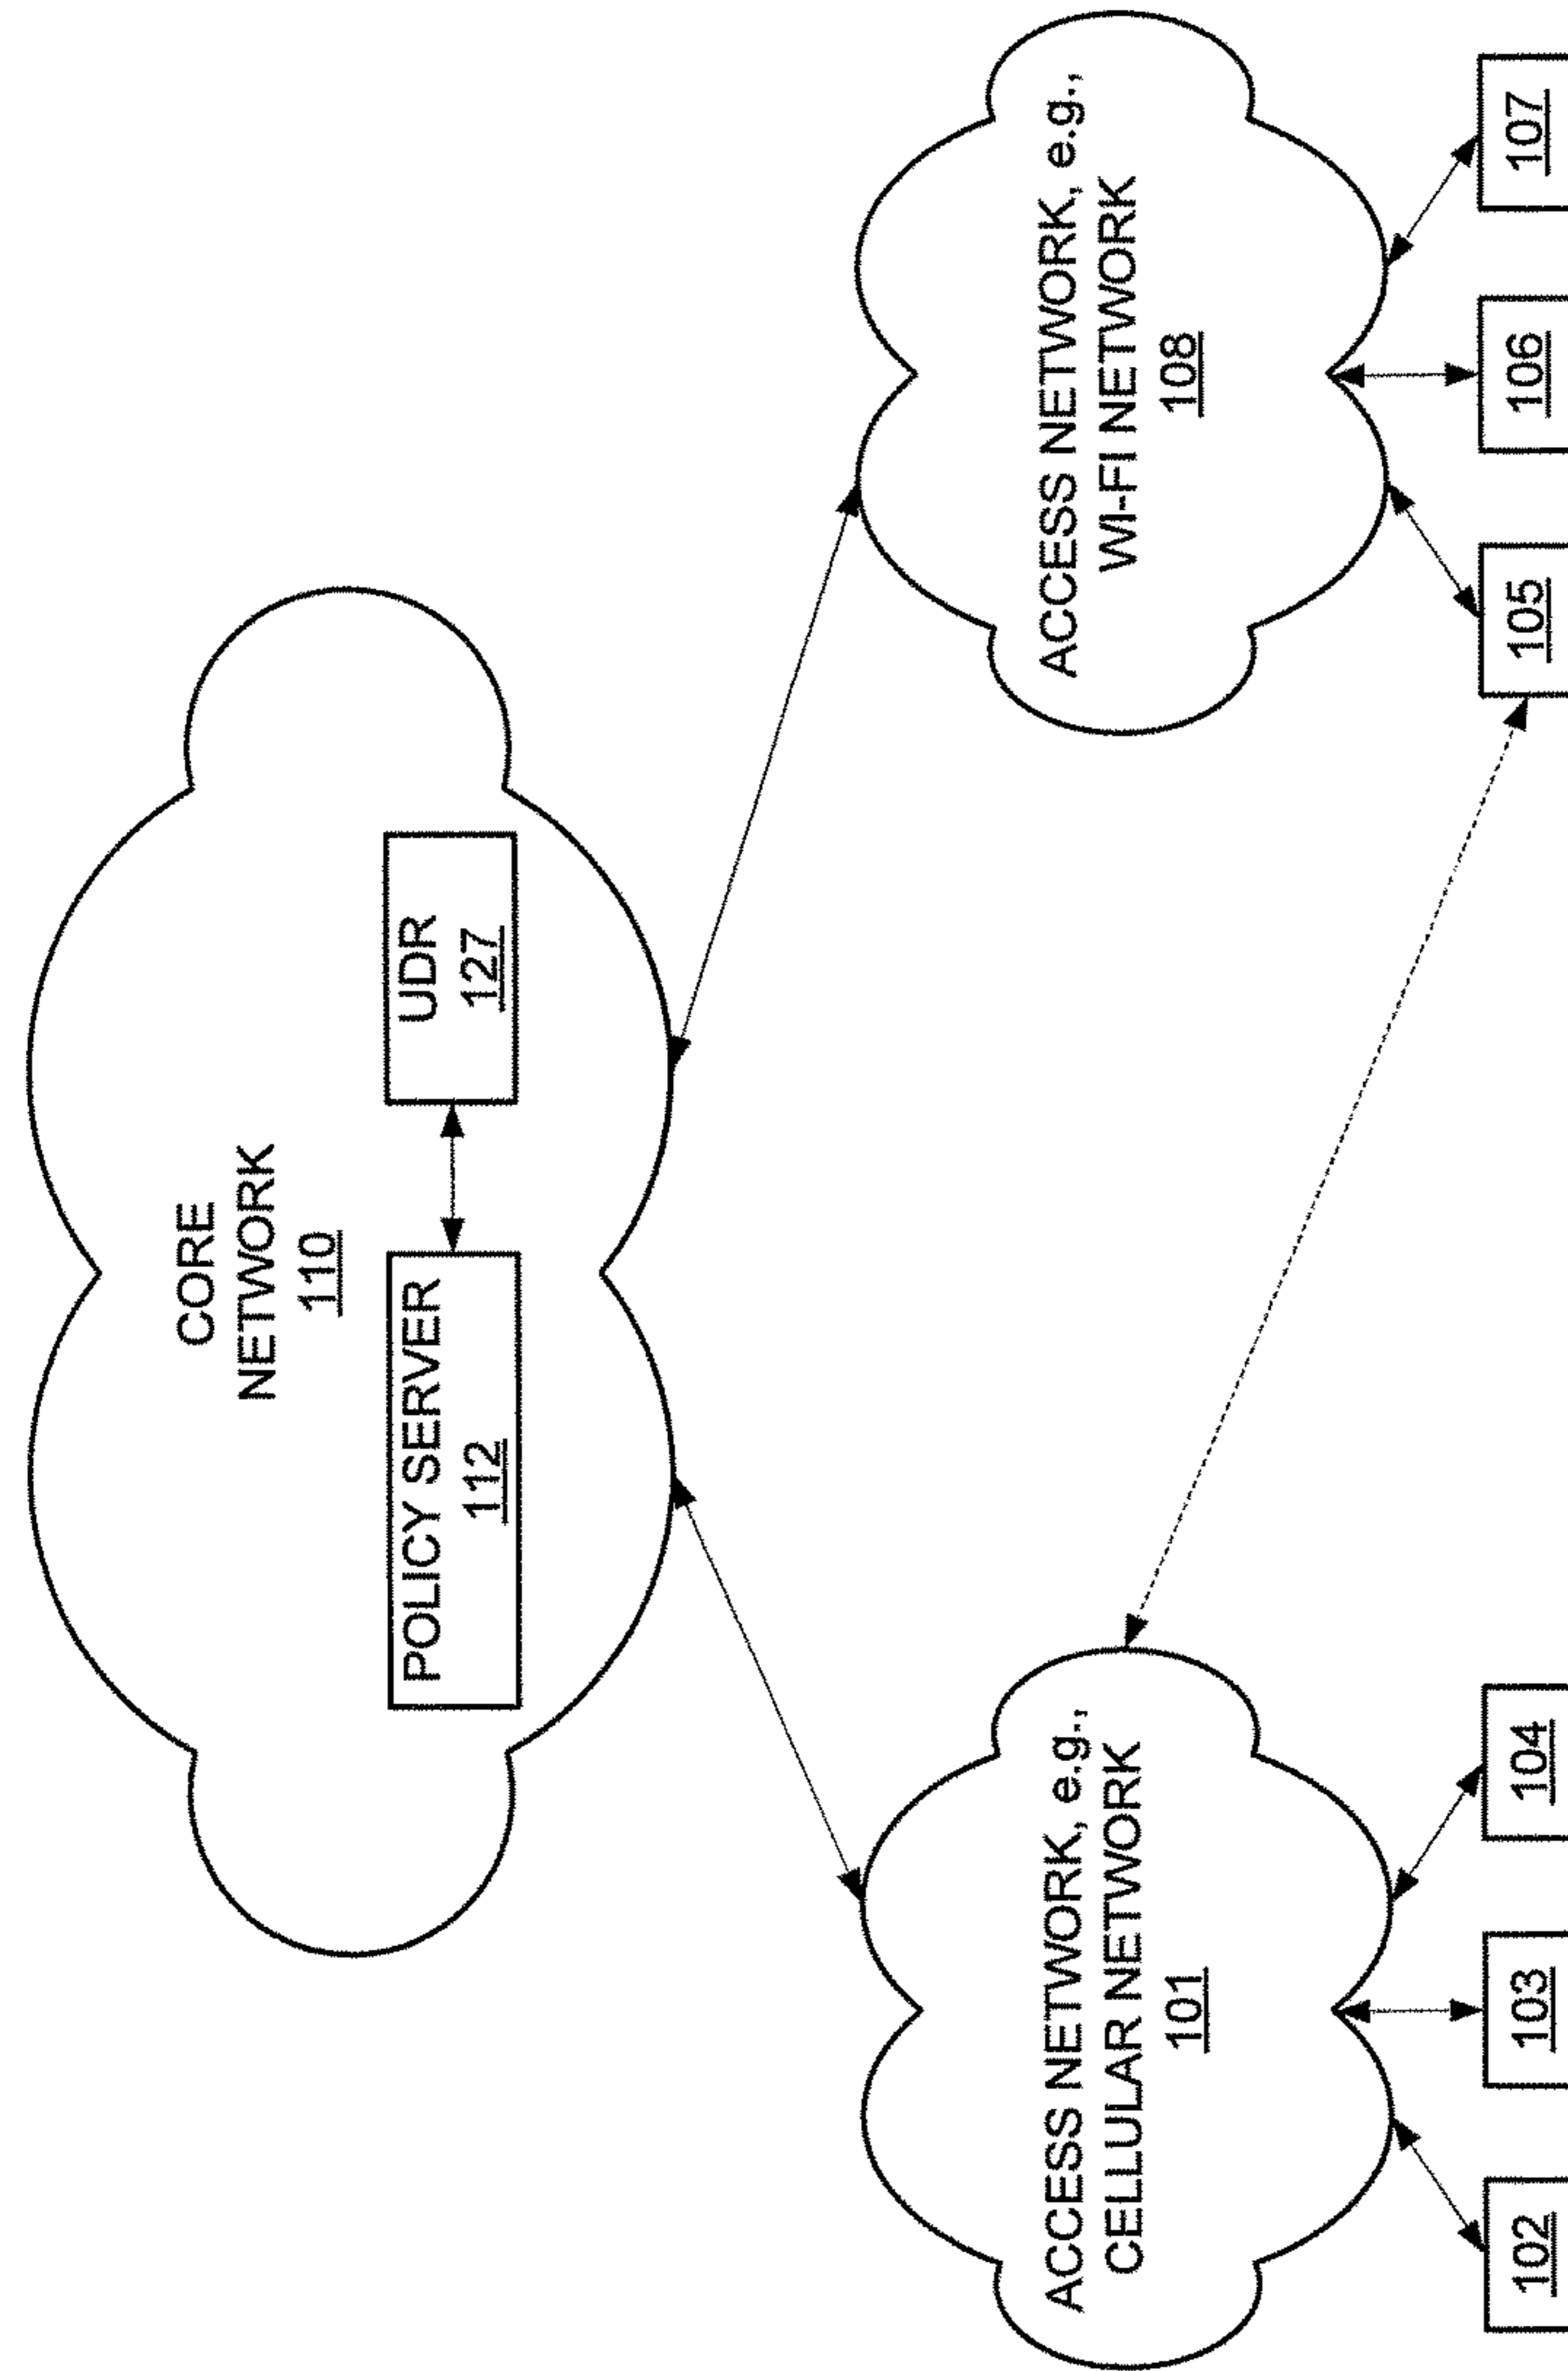 CORE
NETWORK
110
POLICY SERVER
112
UDR
127
ACCESS NETWORK, e.g.,
CELLULAR NETWORK
101
ACCESS NETWORK, e.g.,
WI-FI NETWORK
108
102
103
104
105
106
107